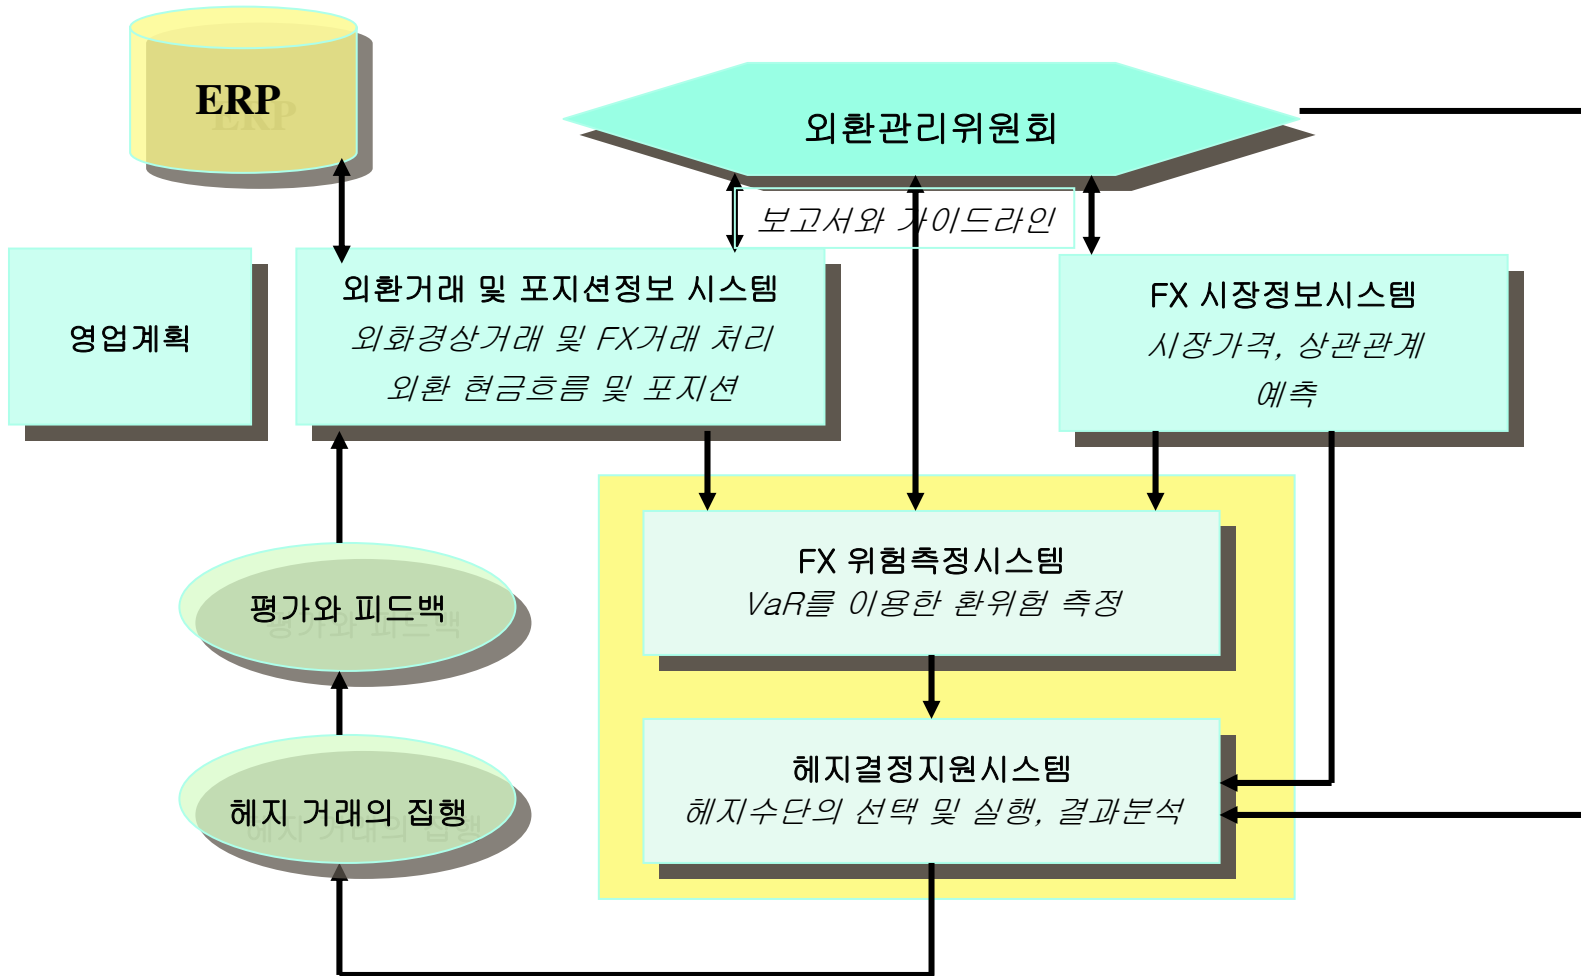 ERP
외환관리위원회
보고서와 가이드라인
영업계획
외환거래 및 포지션정보 시스템
외화경상거래 및 FX거래 처리
외환 현금흐름 및 포지션
FX 시장정보시스템
시장가격, 상관관계
예측
FX 위험측정시스템
VaR를 이용한 환위험 측정
평가와 피드백
헤지결정지원시스템
헤지수단의 선택 및 실행, 결과분석
헤지 거래의 집행